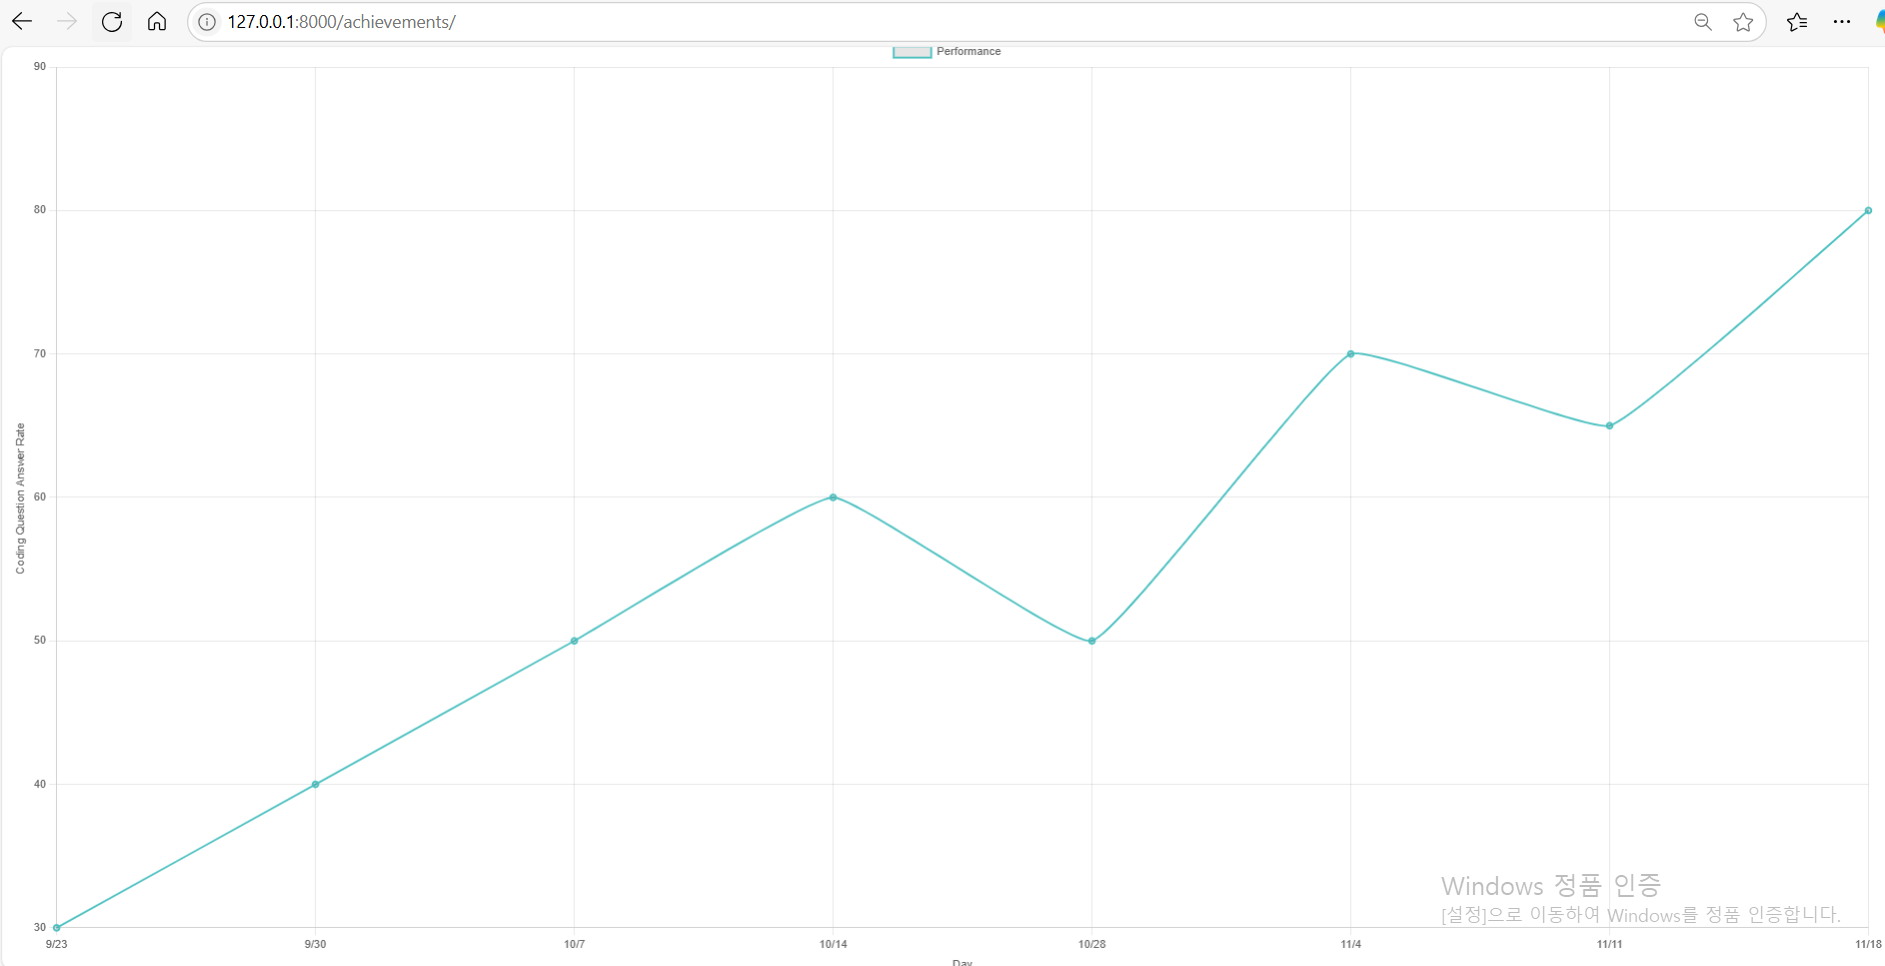 127.0.0.1:8000/achievements/
Performance
90
80
70
60
50
40
30
Coding Question Answer Rate
9/23 9/30 10/7 10/14 10/28 11/4 11/11 11/18
Day
Windows 정품 인증
[설정]으로 이동하여 Windows를 정품 인증합니다.